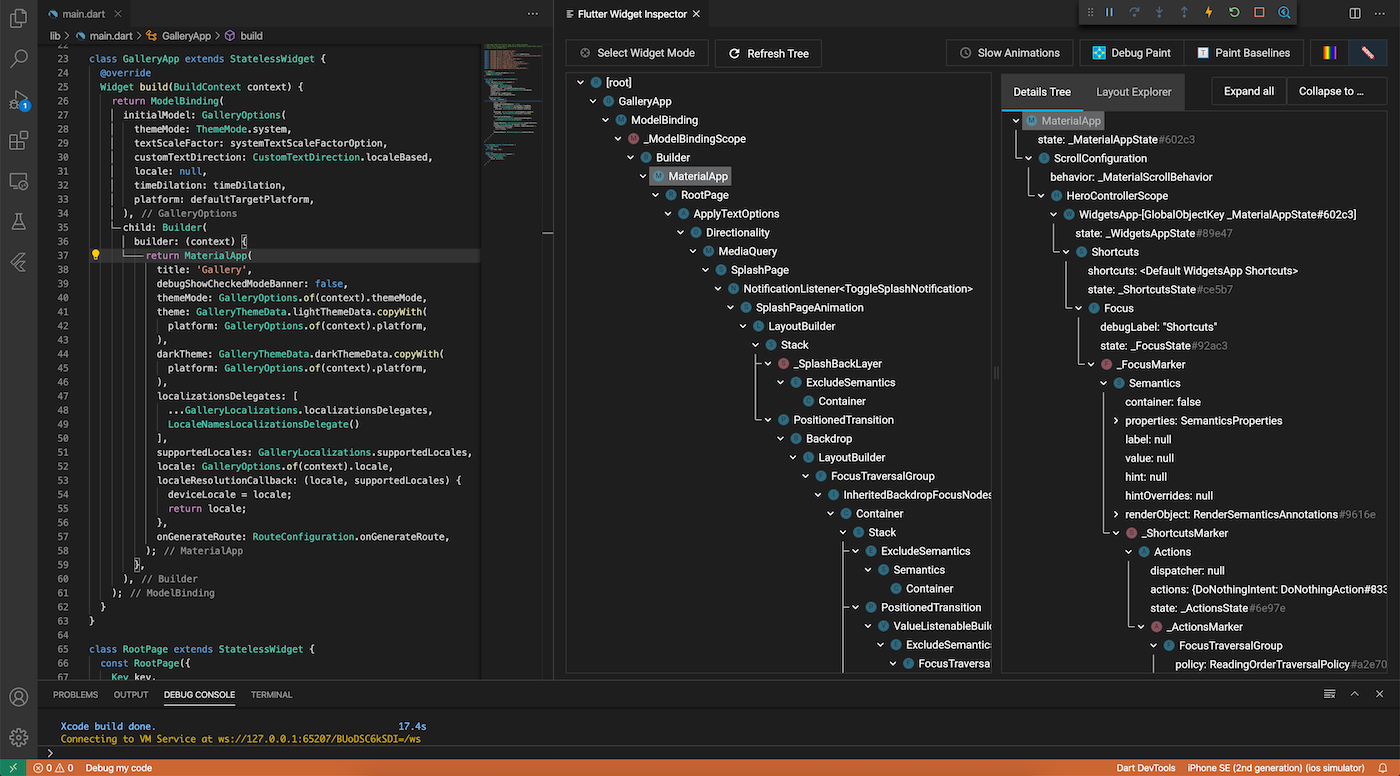 main.dart
lib > main.dart > GalleryApp > build
22
23 class GalleryApp extends StatelessWidget {
24 @override
25 Widget build(BuildContext context) {
26 return ModelBinding(
27 initialModel: GalleryOptions(
28 themeMode: ThemeMode.system,
29 textScaleFactor: systemTextScaleFactorOption,
30 customTextDirection: CustomTextDirection.localeBased,
31 locale: null,
32 timeDilation: timeDilation,
33 platform: defaultTargetPlatform,
34 ), // GalleryOptions
35 child: Builder(
36 builder: (context) {
37 return MaterialApp(
38 title: 'Gallery',
39 debugShowCheckedModeBanner: false,
40 themeMode: GalleryOptions.of(context).themeMode,
41 theme: GalleryThemeData.lightThemeData.copyWith(
42 platform: GalleryOptions.of(context).platform,
43 ),
44 darkTheme: GalleryThemeData.darkThemeData.copyWith(
45 platform: GalleryOptions.of(context).platform,
46 ),
47 localizationsDelegates: [
48 ...GalleryLocalizations.localizationsDelegates,
49 LocaleNamesLocalizationsDelegate()
50 ],
51 supportedLocales: GalleryLocalizations.supportedLocales,
52 locale: GalleryOptions.of(context).locale,
53 localeResolutionCallback: (locale, supportedLocales) {
54 deviceLocale = locale;
55 return locale;
56 },
57 onGenerateRoute: RouteConfiguration.onGenerateRoute,
58 ); // MaterialApp
59 },
60 ), // Builder
61 ); // ModelBinding
62 }
63 }
64
65 class RootPage extends StatelessWidget {
66 const RootPage({
67 Key key,
Flutter Widget Inspector
Select Widget Mode
Refresh Tree
Slow Animations
Debug Paint
Paint Baselines
[root]
GalleryApp
ModelBinding
_ModelBindingScope
Builder
MaterialApp
RootPage
ApplyTextOptions
Directionality
MediaQuery
SplashPage
NotificationListener<ToggleSplashNotification>
SplashPageAnimation
LayoutBuilder
Stack
_SplashBackLayer
ExcludeSemantics
Container
PositionedTransition
Backdrop
LayoutBuilder
FocusTraversalGroup
InheritedBackdropFocusNodes
Container
Stack
ExcludeSemantics
Semantics
Container
PositionedTransition
ValueListenableBuil
ExcludeSemantics
FocusTraversa
Details Tree
Layout Explorer
Expand all
Collapse to ...
MaterialApp
state: _MaterialAppState#602c3
ScrollConfiguration
behavior: _MaterialScrollBehavior
HeroControllerScope
WidgetsApp-[GlobalObjectKey _MaterialAppState#602c3]
state: _WidgetsAppState#89e47
Shortcuts
shortcuts: <Default WidgetsApp Shortcuts>
state: _ShortcutsState#ce5b7
Focus
debugLabel: "Shortcuts"
state: _FocusState#92ac3
_FocusMarker
Semantics
container: false
properties: SemanticsProperties
label: null
value: null
hint: null
hintOverrides: null
renderObject: RenderSemanticsAnnotations#9616e
_ShortcutsMarker
Actions
dispatcher: null
actions: {DoNothingIntent: DoNothingAction#833
state: _ActionsState#6e97e
_ActionsMarker
FocusTraversalGroup
policy: ReadingOrderTraversalPolicy#a2e70
1
PROBLEMS OUTPUT DEBUG CONSOLE TERMINAL
Xcode build done. 17.4s
Connecting to VM Service at ws://127.0.0.1:65207/BUoDSC6kSDI=/ws
0 0 Debug my code
Dart DevTools iPhone SE (2nd generation) (ios simulator)